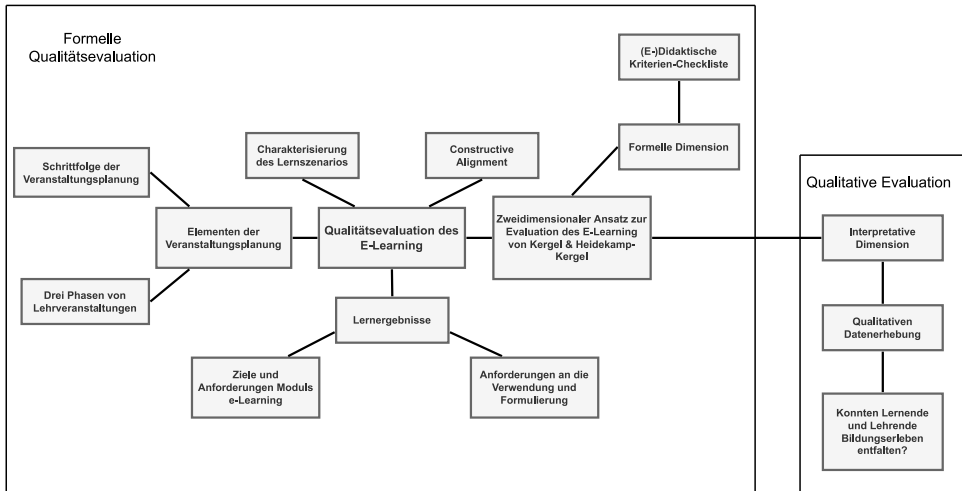 Formelle
Qualitätsevaluation
(E-)Didaktische
Kriterien-Checkliste
Formelle Dimension
Charakterisierung
des Lernszenarios
Constructive
Alignment
Schrittfolge der
Veranstaltungsplanung
Elementen der
Veranstaltungsplanung
Qualitätsevaluation des
E-Learning
Zweidimensionaler Ansatz zur
Evaluation des E-Learning
von Kergel & Heidekamp-
Kergel
Drei Phasen von
Lehrveranstaltungen
Lernergebnisse
Ziele und
Anforderungen Moduls
e-Learning
Anforderungen an die
Verwendung und
Formulierung
Qualitative Evaluation
Interpretative
Dimension
Qualitativen
Datenerhebung
Konnten Lernende
und Lehrende
Bildungserleben
entfalten?